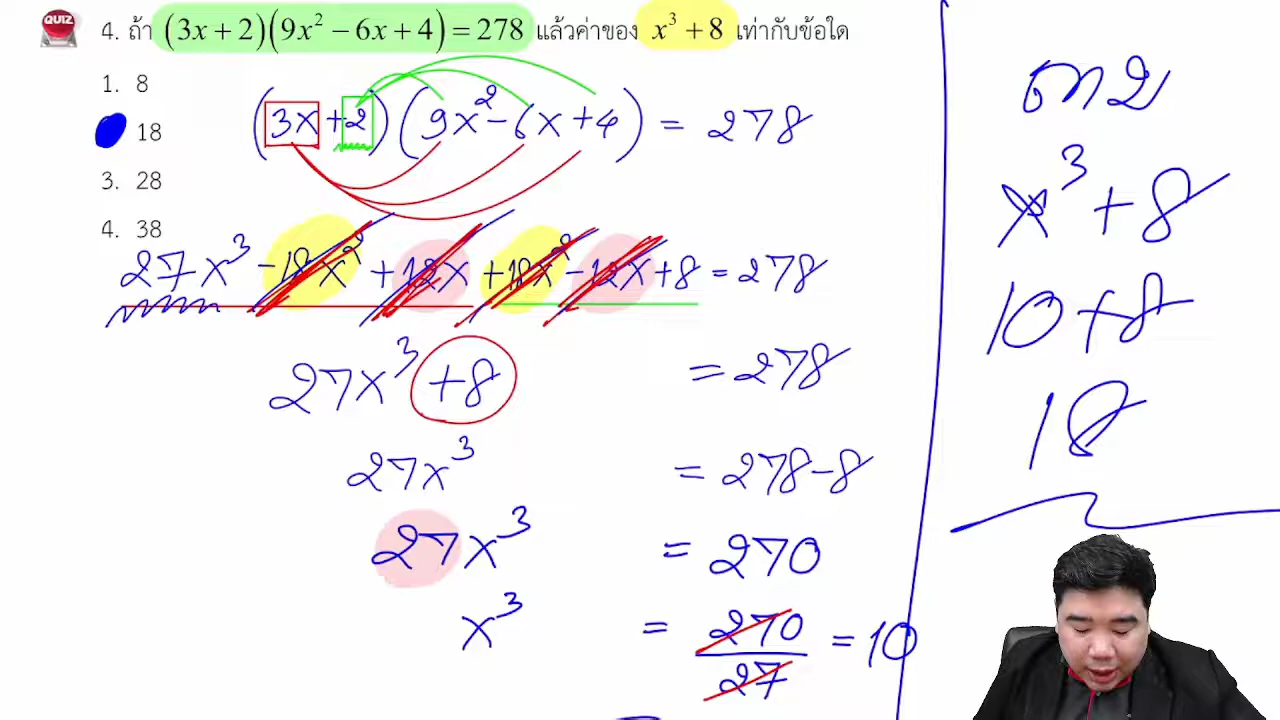 QUIZ
4. ถ้า (3x + 2)(9x² − 6x + 4) = 278 แล้วค่าของ x³ + 8 เท่ากับข้อใด
1. 8
18
3. 28
4. 38
(3x + 2)(9x² − 6x + 4) = 278
27x³ − 18x² + 12x + 18x² − 12x + 8 = 278
27x³ + 8 = 278
27x³ = 278 − 8
27x³ = 270
x³ = 270/27 = 10
ตอบ
x³ + 8
10 + 8
18